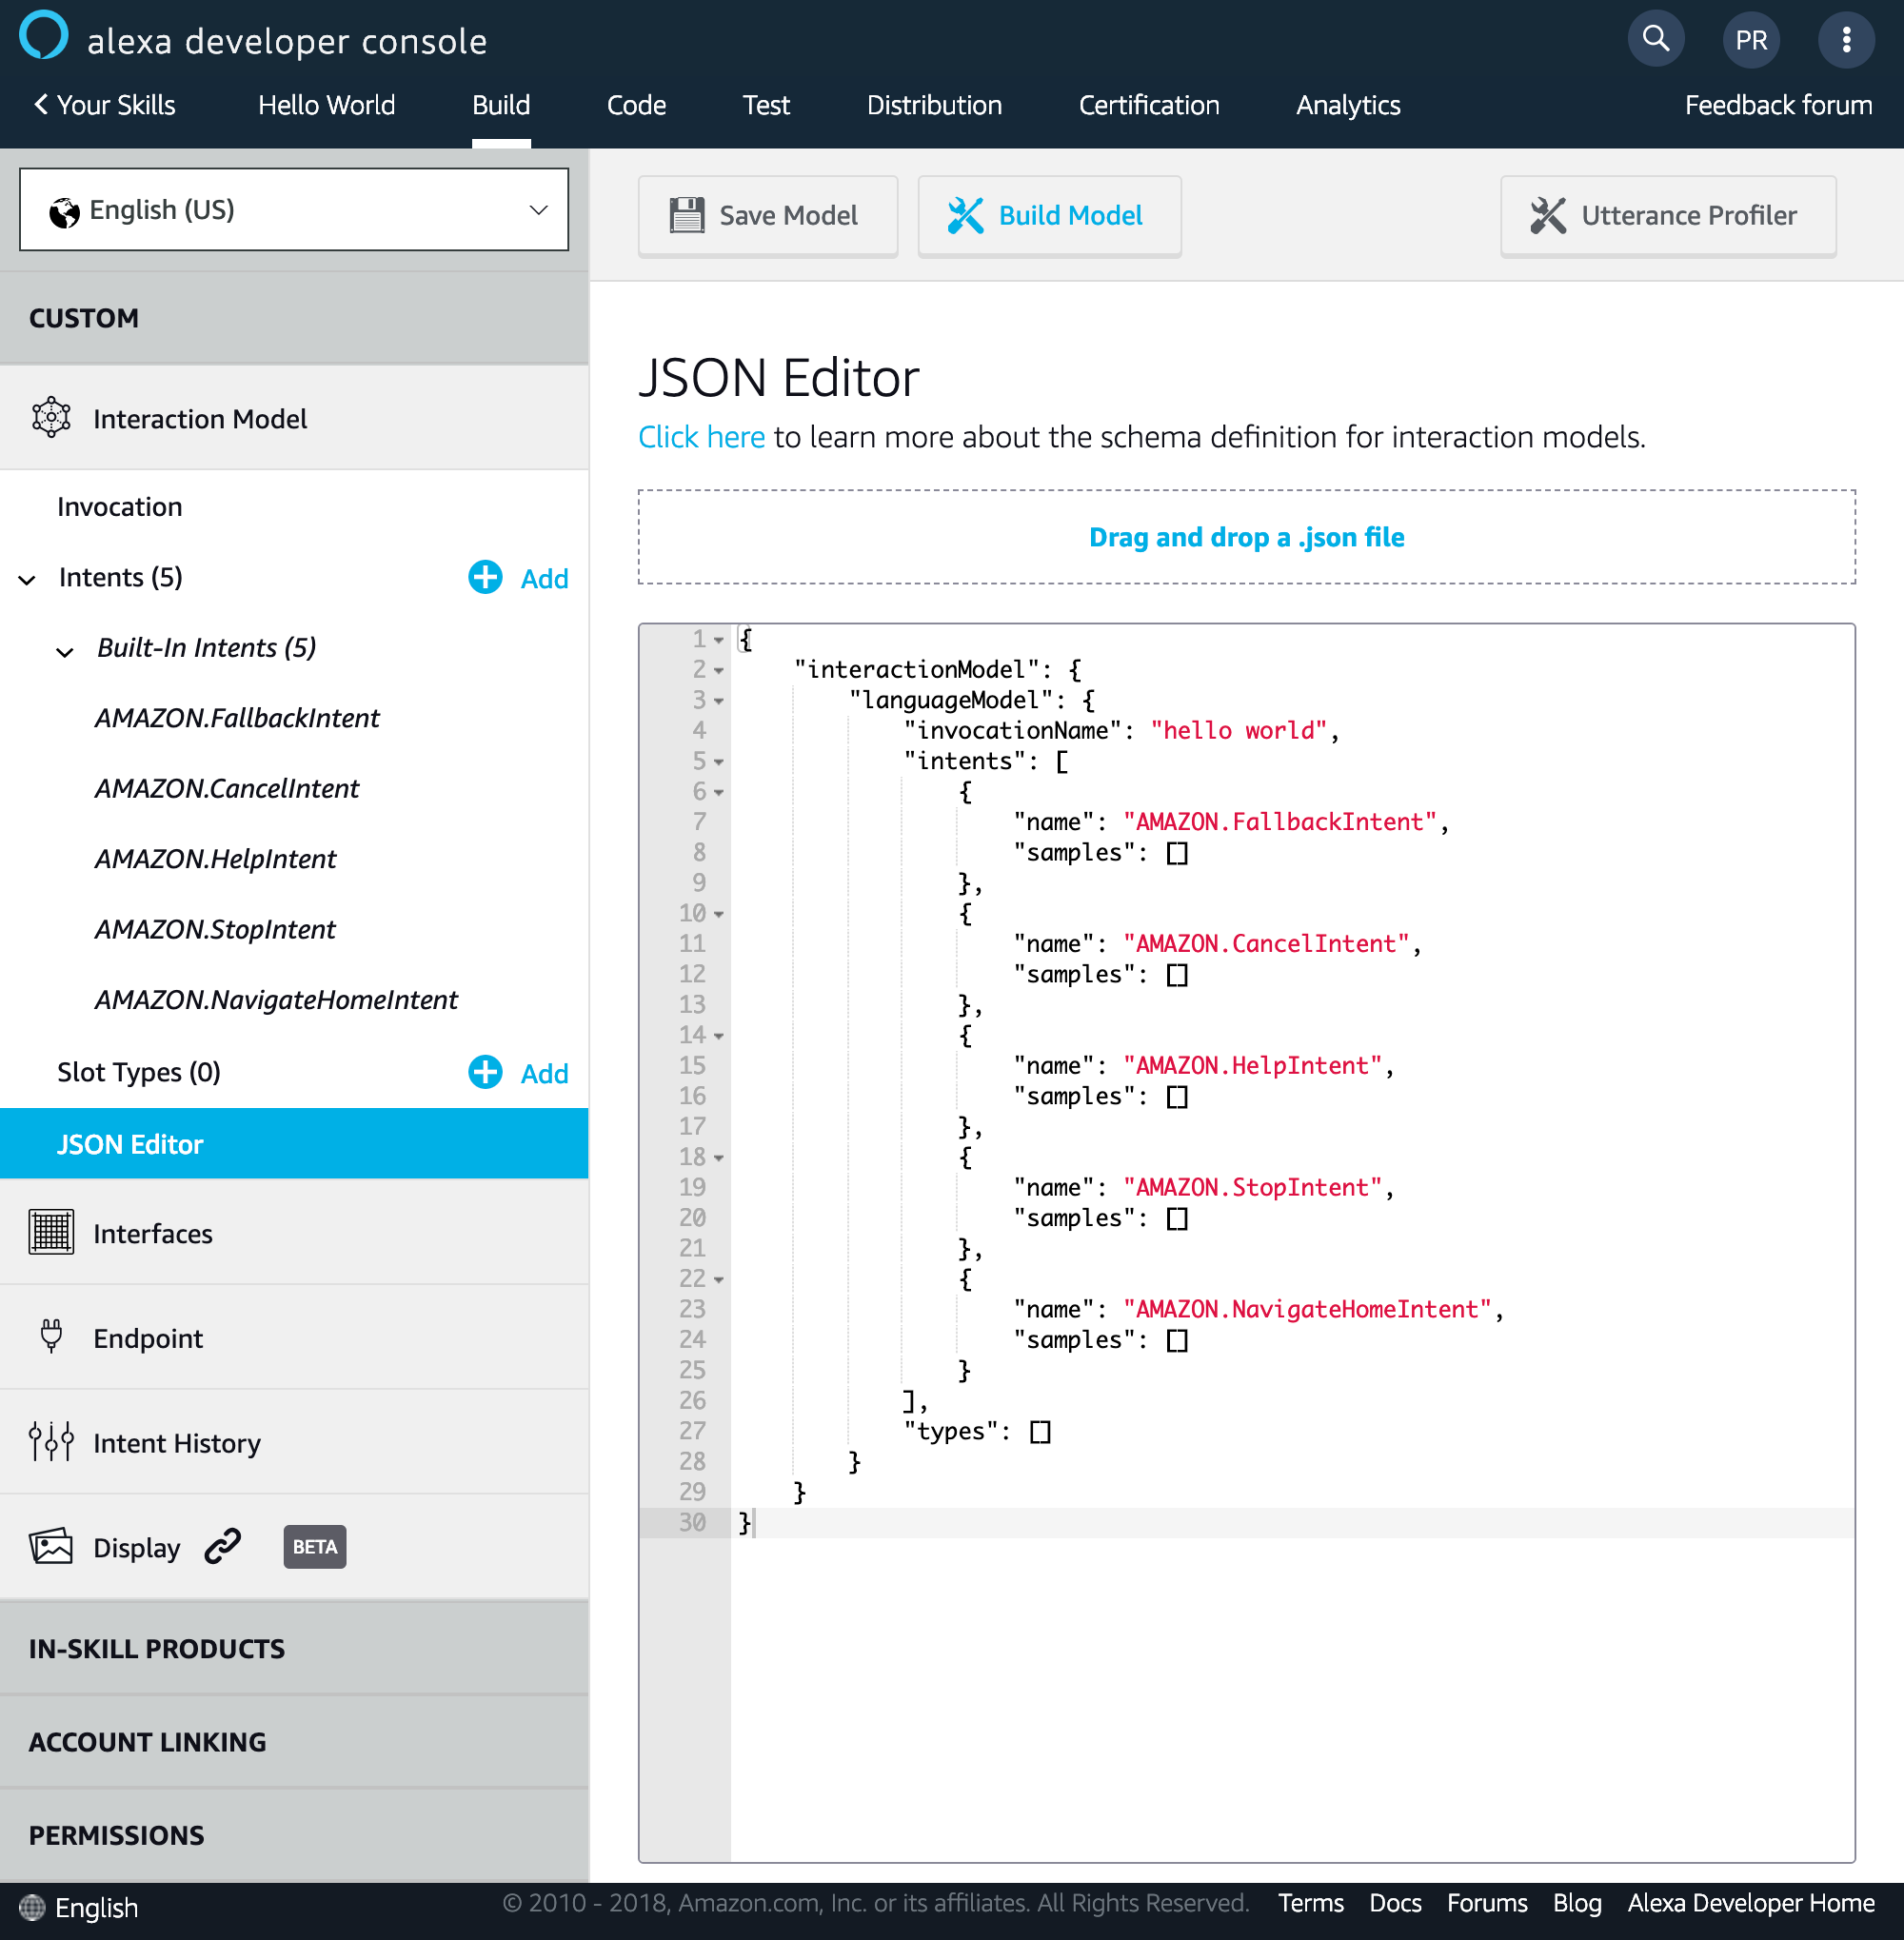 alexa developer console
PR
Your Skills Hello World Build Code Test Distribution Certification Analytics Feedback forum
English (US)
CUSTOM
Interaction Model
Invocation
Intents (5) Add
Built-In Intents (5)
AMAZON.FallbackIntent
AMAZON.CancelIntent
AMAZON.HelpIntent
AMAZON.StopIntent
AMAZON.NavigateHomeIntent
Slot Types (0) Add
JSON Editor
Interfaces
Endpoint
Intent History
Display BETA
IN-SKILL PRODUCTS
ACCOUNT LINKING
PERMISSIONS
Save Model Build Model Utterance Profiler
JSON Editor
Click here to learn more about the schema definition for interaction models.
Drag and drop a .json file
1 {
2 "interactionModel": {
3 "languageModel": {
4 "invocationName": "hello world",
5 "intents": [
6 {
7 "name": "AMAZON.FallbackIntent",
8 "samples": []
9 },
10 {
11 "name": "AMAZON.CancelIntent",
12 "samples": []
13 },
14 {
15 "name": "AMAZON.HelpIntent",
16 "samples": []
17 },
18 {
19 "name": "AMAZON.StopIntent",
20 "samples": []
21 },
22 {
23 "name": "AMAZON.NavigateHomeIntent",
24 "samples": []
25 }
26 ],
27 "types": []
28 }
29 }
30 }
English © 2010 - 2018, Amazon.com, Inc. or its affiliates. All Rights Reserved. Terms Docs Forums Blog Alexa Developer Home